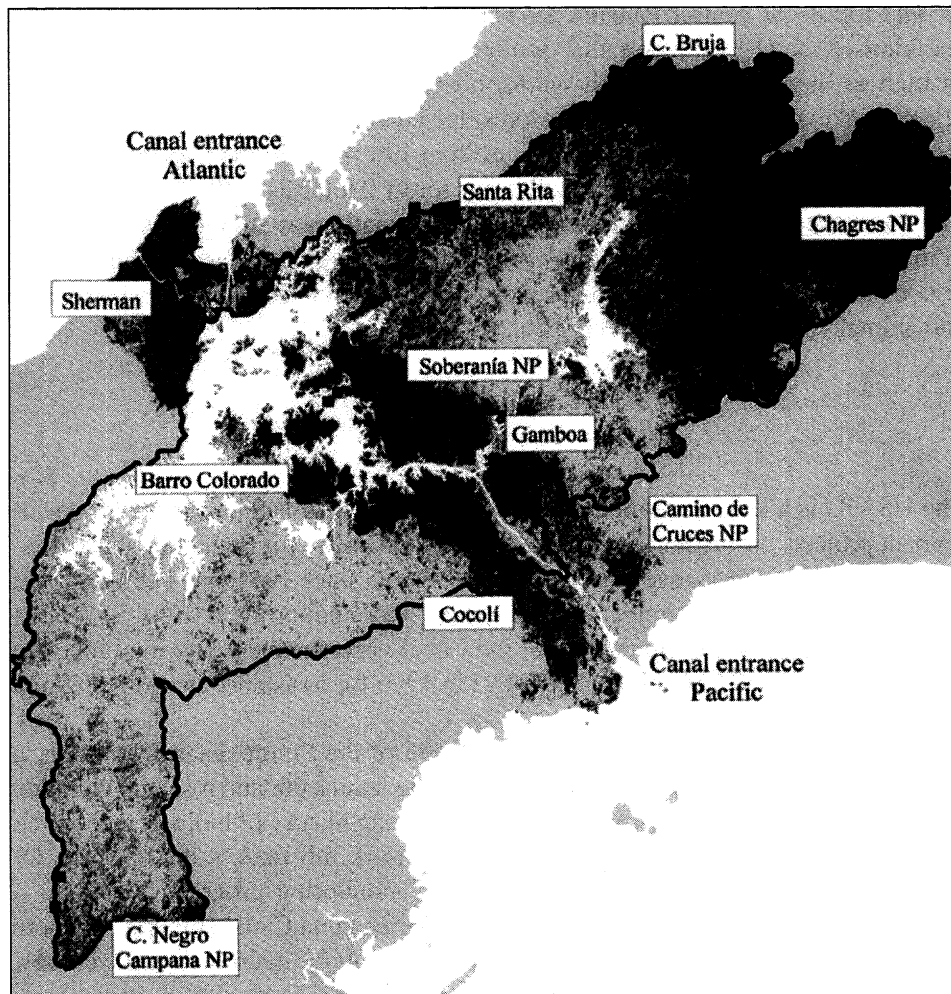 C. Bruja
Canal entrance
Atlantic
Santa Rita
Chagres NP
Sherman
Soberanía NP
Gamboa
Barro Colorado
Camino de
Cruces NP
Cocolí
Canal entrance
Pacific
C. Negro
Campana NP